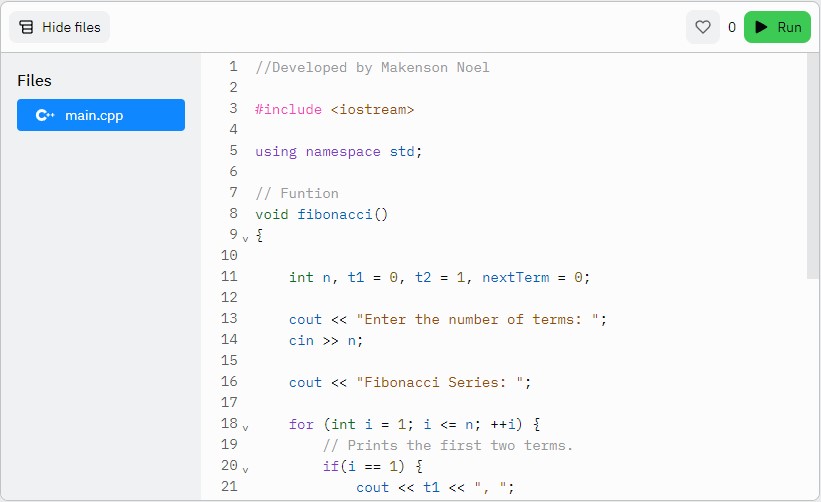 Hide files
0
Run
Files
C++ main.cpp
1 //Developed by Makenson Noel
2
3 #include <iostream>
4
5 using namespace std;
6
7 // Funtion
8 void fibonacci()
9 {
10
11 int n, t1 = 0, t2 = 1, nextTerm = 0;
12
13 cout << "Enter the number of terms: ";
14 cin >> n;
15
16 cout << "Fibonacci Series: ";
17
18 for (int i = 1; i <= n; ++i) {
19 // Prints the first two terms.
20 if(i == 1) {
21 cout << t1 << ", ";